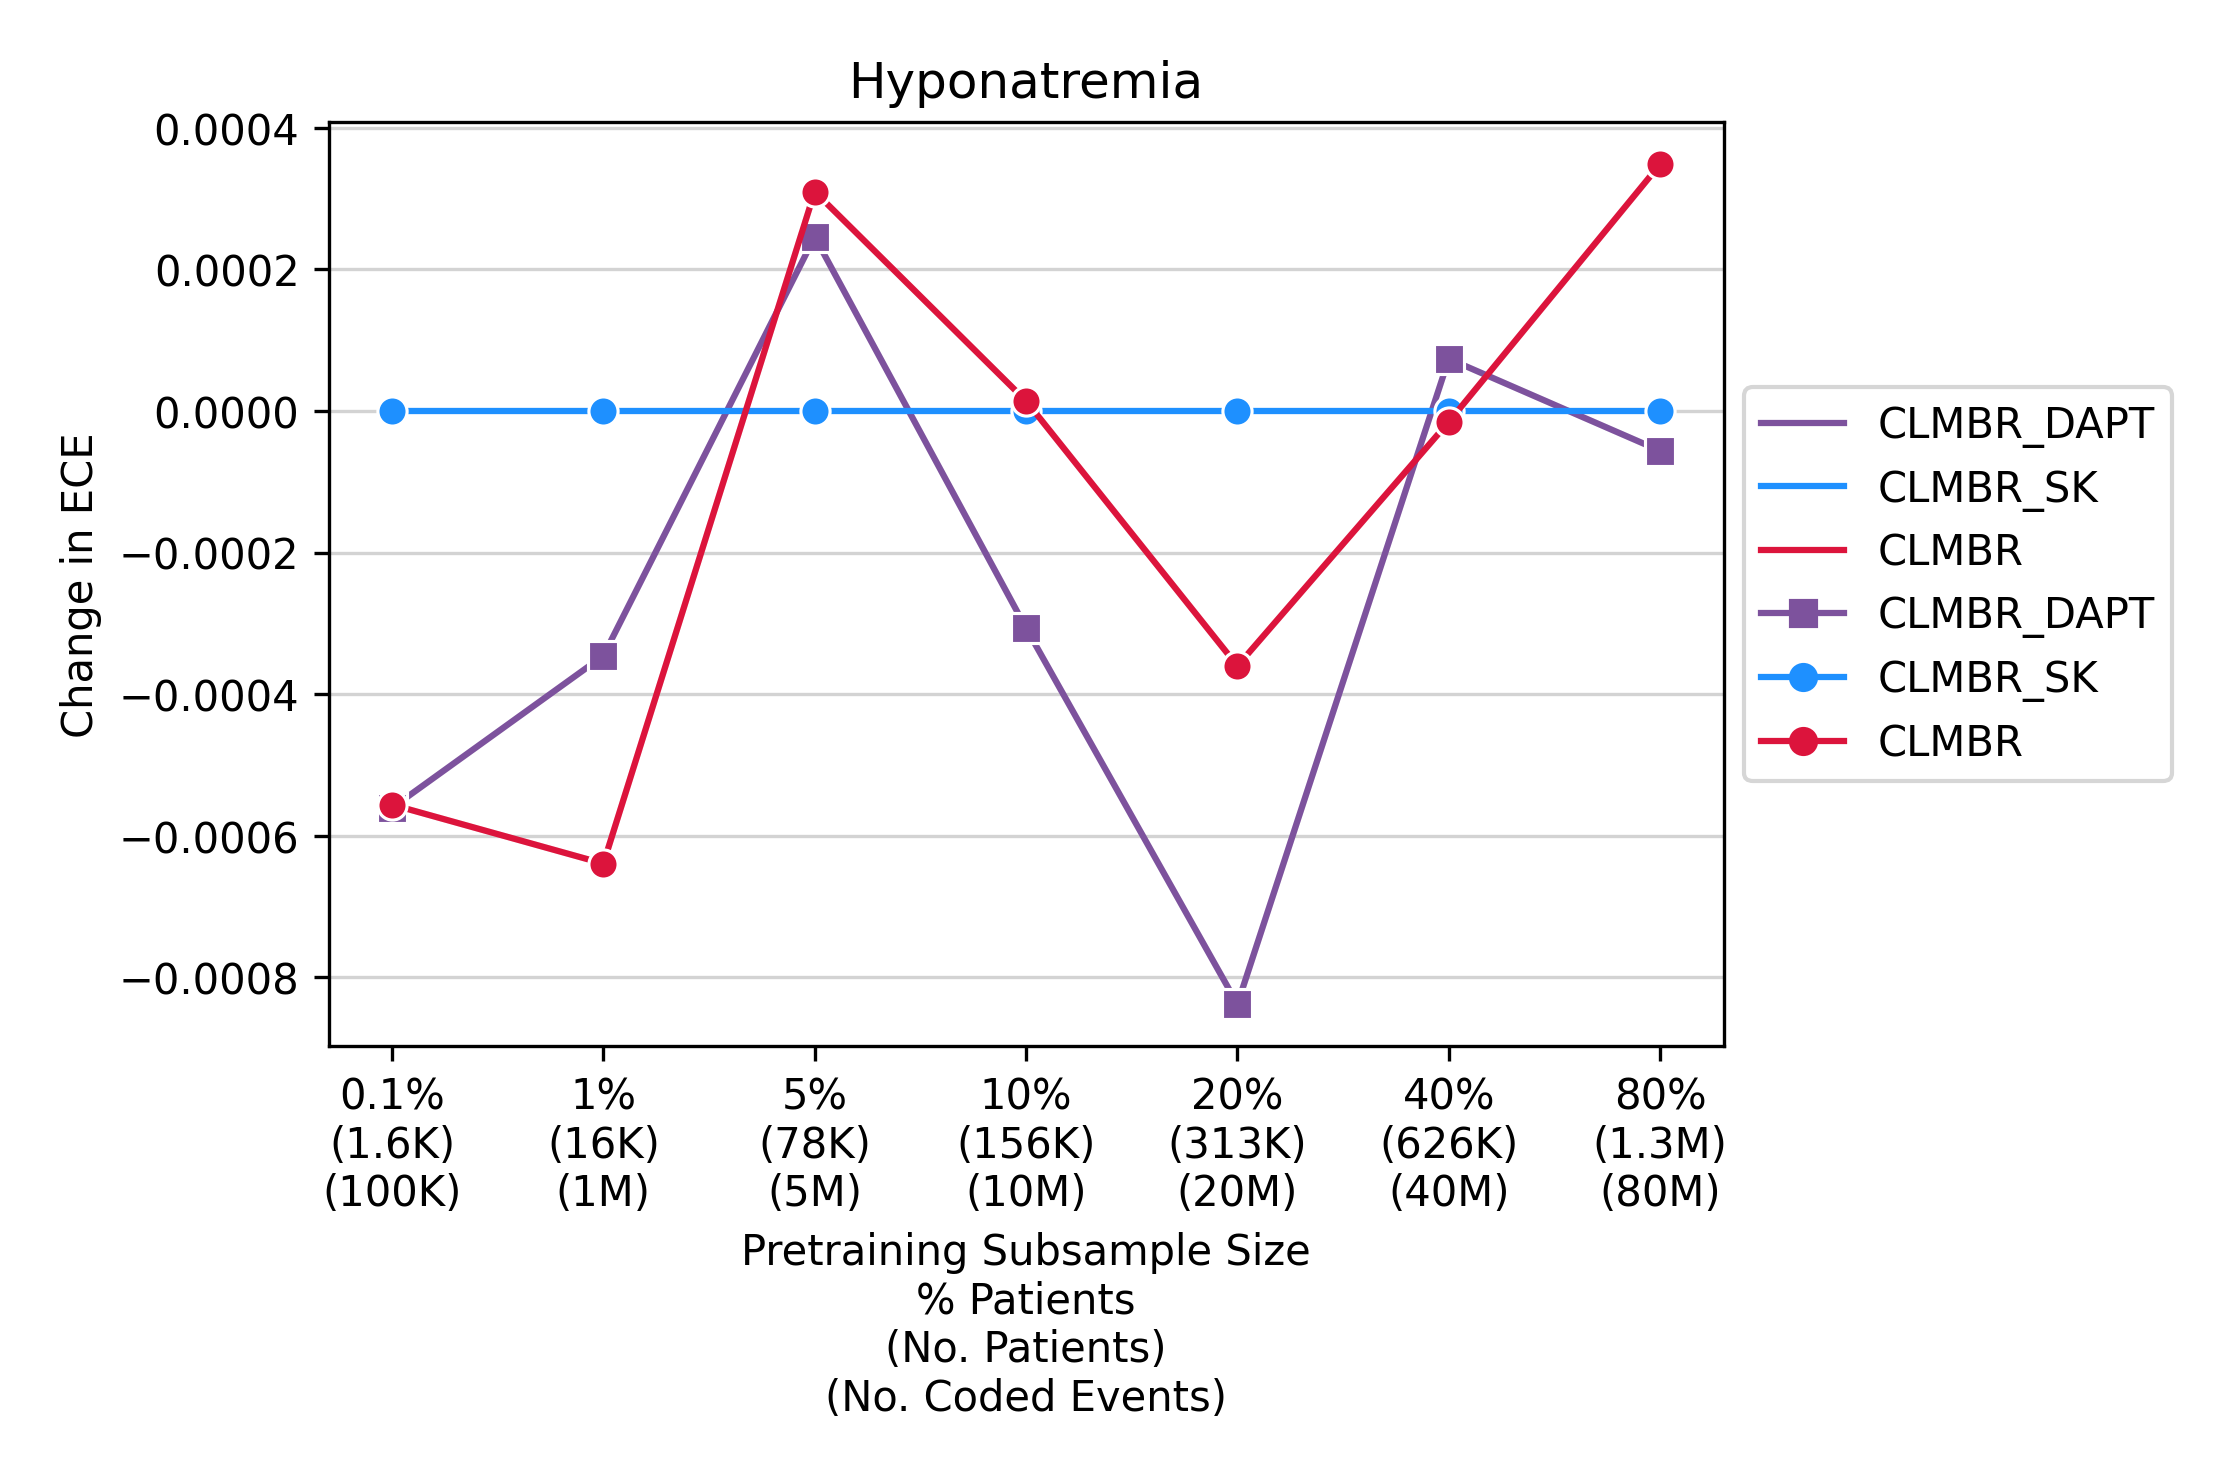 Hyponatremia
0.0004
0.0002
0.0000
−0.0002
−0.0004
−0.0006
−0.0008
Change in ECE
0.1% 1% 5% 10% 20% 40% 80%
(1.6K) (16K) (78K) (156K) (313K) (626K) (1.3M)
(100K) (1M) (5M) (10M) (20M) (40M) (80M)
Pretraining Subsample Size
% Patients
(No. Patients)
(No. Coded Events)
CLMBR_DAPT
CLMBR_SK
CLMBR
CLMBR_DAPT
CLMBR_SK
CLMBR